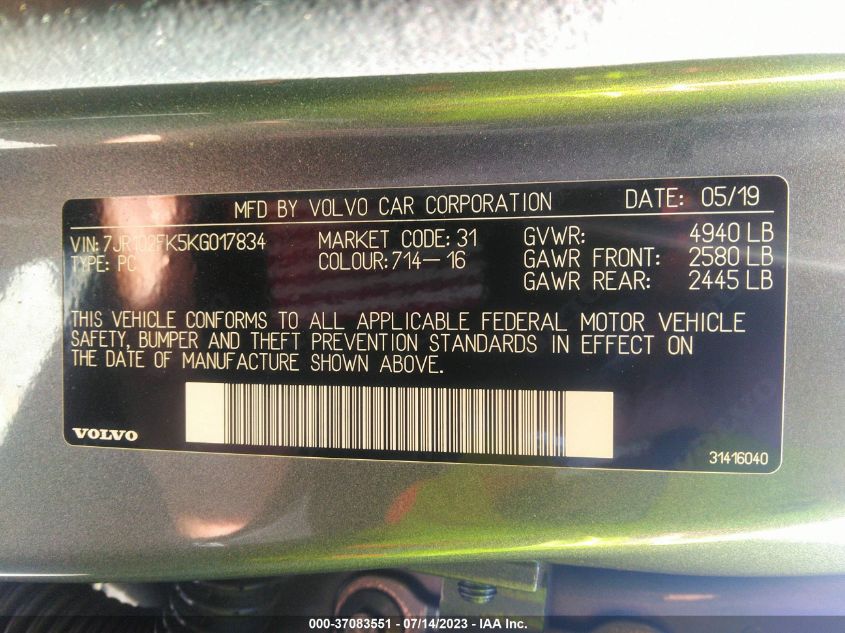 MFD BY VOLVO CAR CORPORATION DATE: 05/19
VIN: 7JR102FK5KG017834 MARKET CODE: 31 GVWR: 4940 LB
TYPE: PC COLOUR: 714-16 GAWR FRONT: 2580 LB
GAWR REAR: 2445 LB
THIS VEHICLE CONFORMS TO ALL APPLICABLE FEDERAL MOTOR VEHICLE
SAFETY, BUMPER AND THEFT PREVENTION STANDARDS IN EFFECT ON
THE DATE OF MANUFACTURE SHOWN ABOVE.
VOLVO
31416040
000-37083551 - 07/14/2023 - IAA Inc.